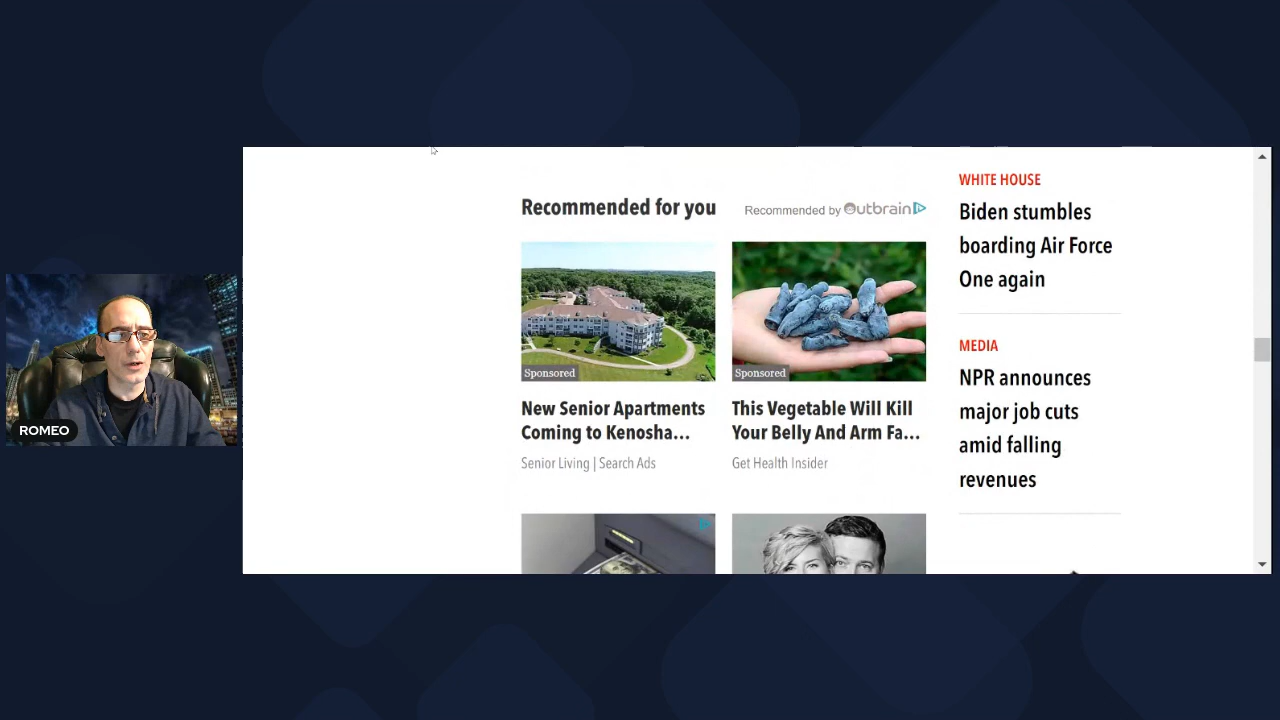 Recommended for you
Recommended by Outbrain
Sponsored
Sponsored
New Senior Apartments
Coming to Kenosha...
Senior Living | Search Ads
This Vegetable Will Kill
Your Belly And Arm Fa...
Get Health Insider
WHITE HOUSE
Biden stumbles
boarding Air Force
One again
MEDIA
NPR announces
major job cuts
amid falling
revenues
ROMEO